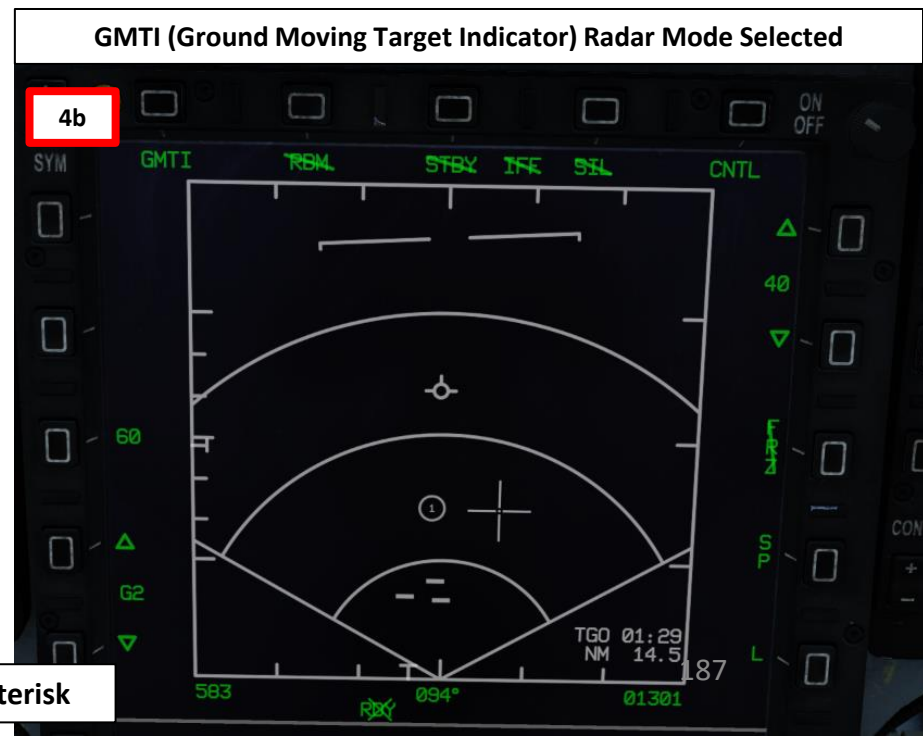 GMTI (Ground Moving Target Indicator) Radar Mode Selected
4b
ON
OFF
SYM
GMTI
RBM
STBY
IFF
SIL
CNTL
40
60
FRZ
1
CON
S
P
G2
TGO 01:29
NM 14.5
187
L
terisk
583
094°
01301
RDY